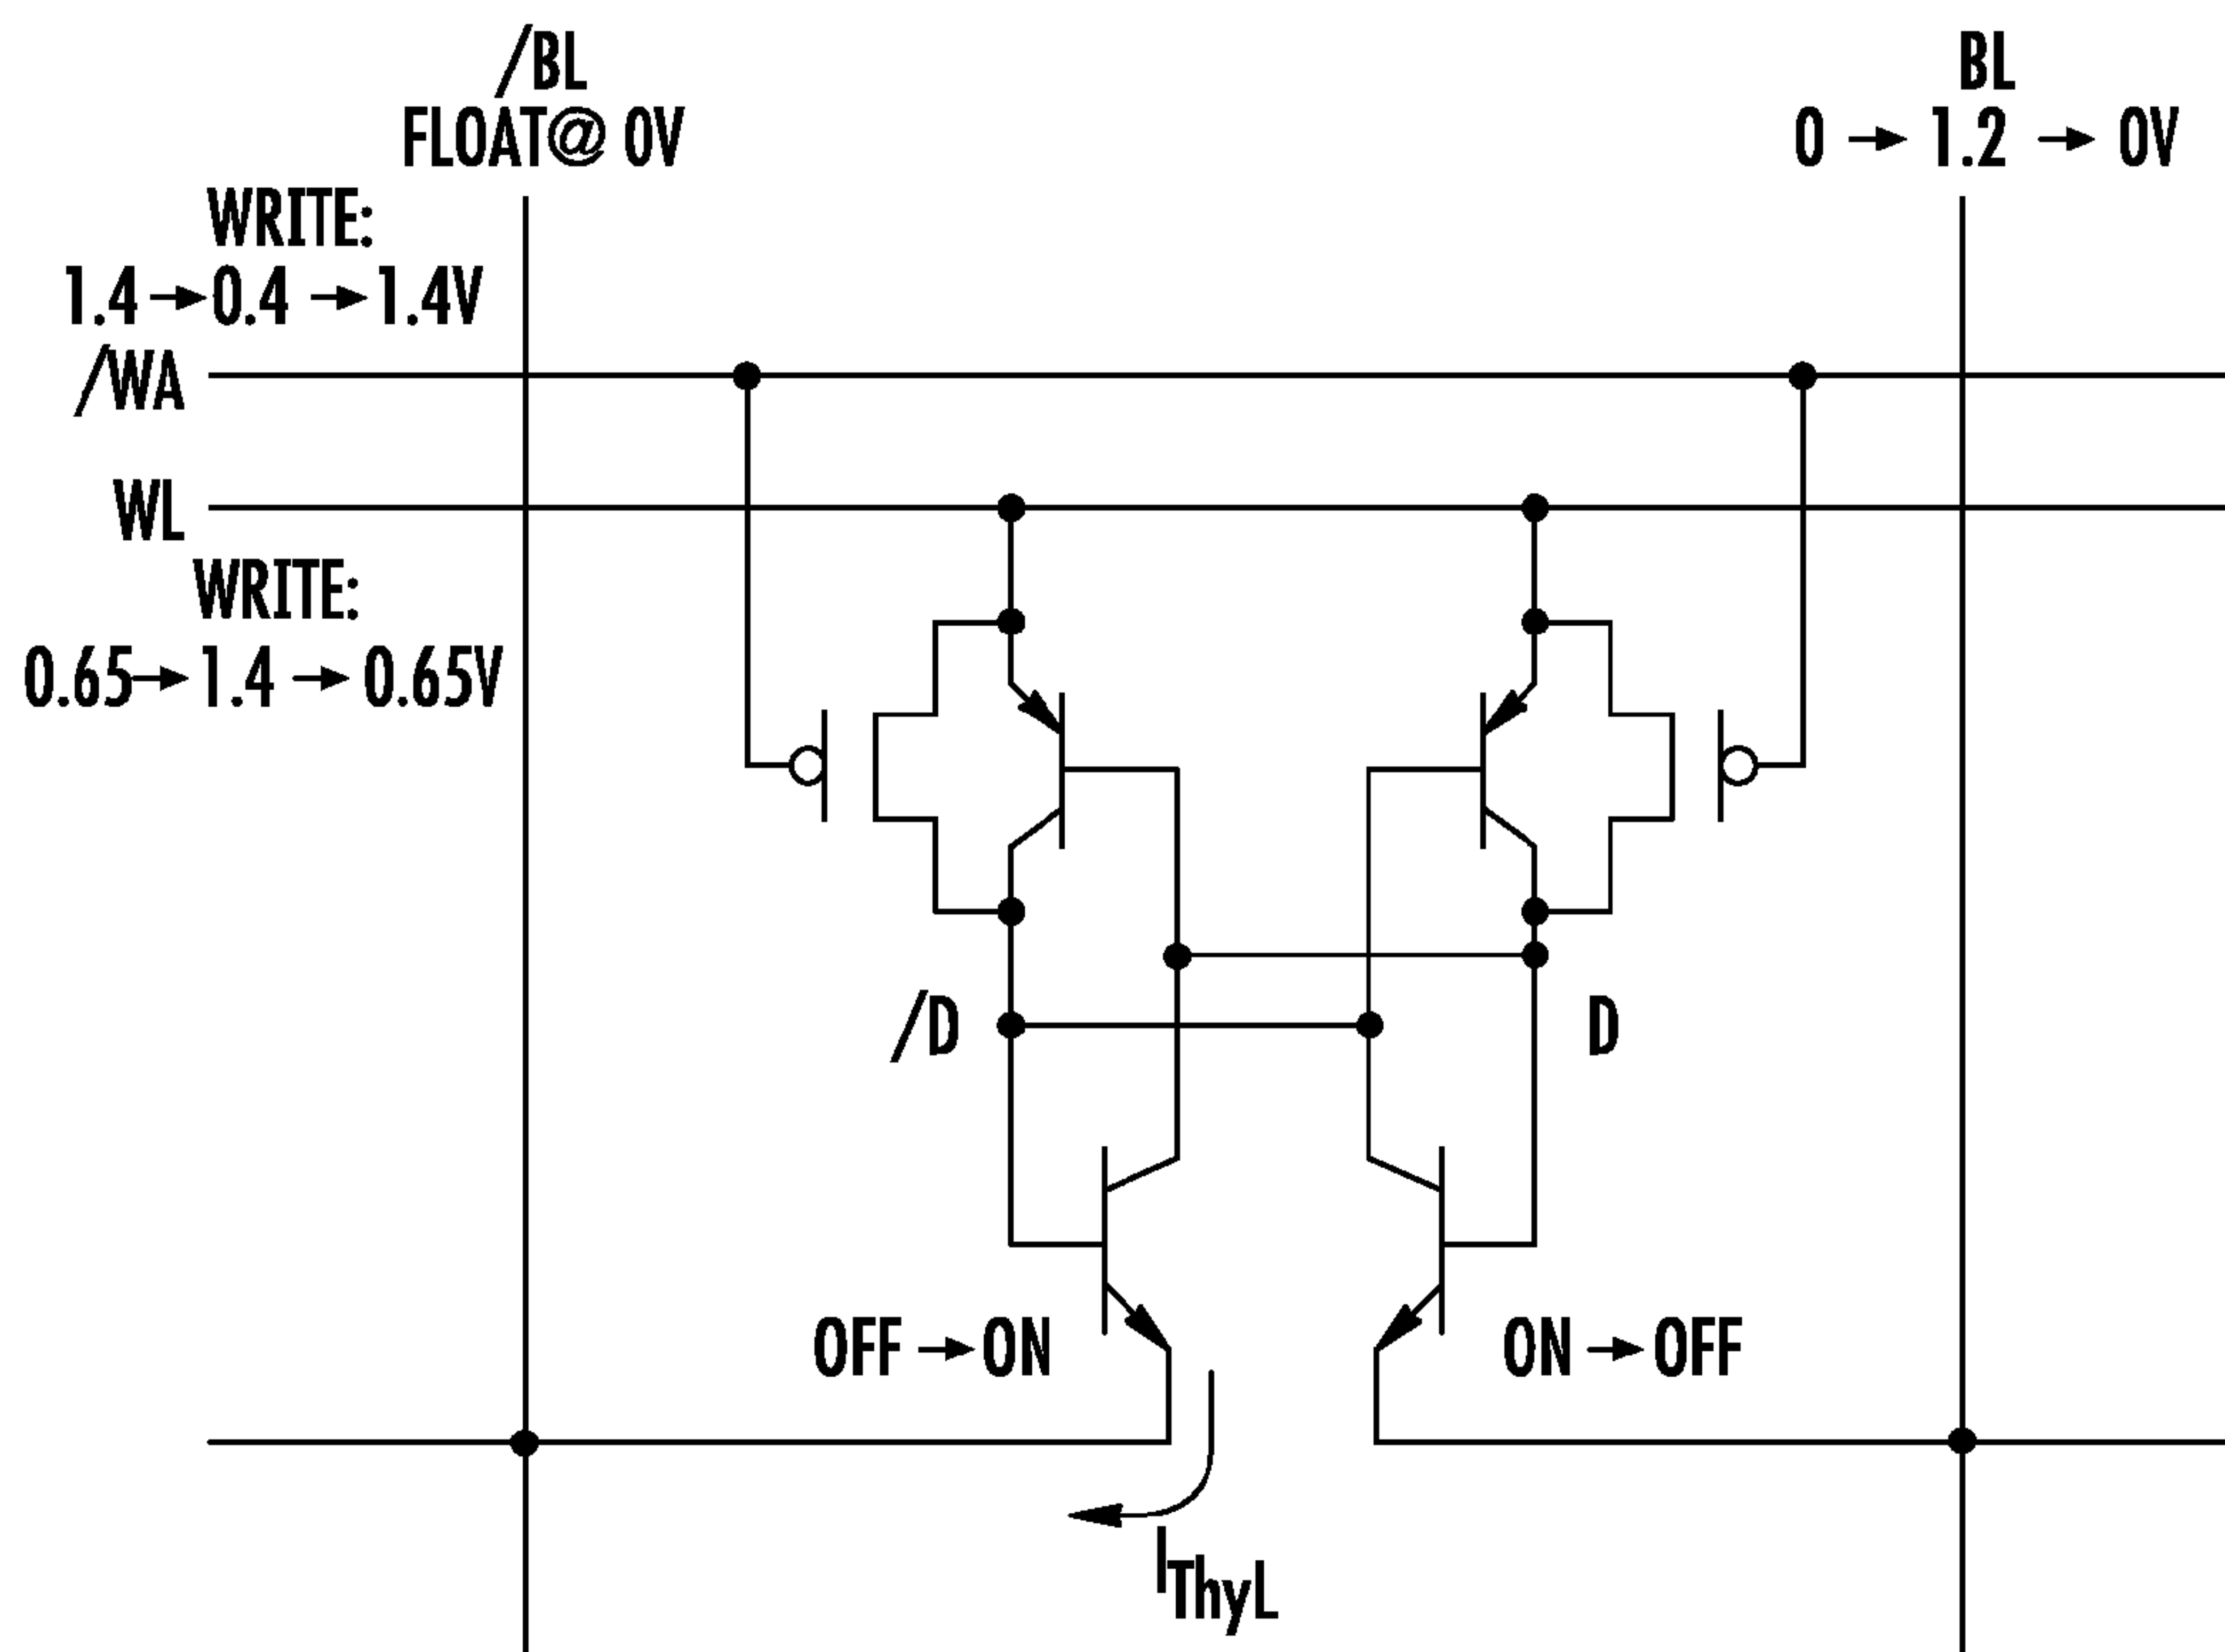 /BL
FLOAT@ 0V
BL
0 → 1.2 → 0V
WRITE:
1.4→0.4 →1.4V
/WA
WL
WRITE:
0.65→1.4 → 0.65V
/D
D
OFF →ON
ON →OFF
IThyL